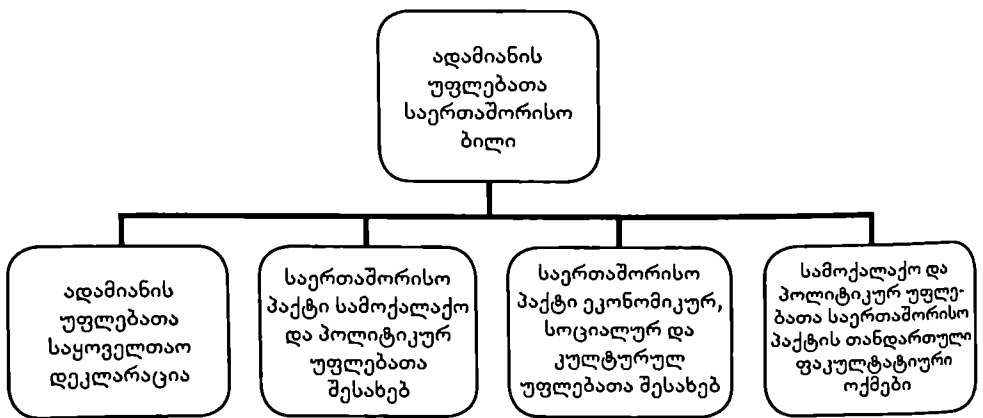 ადამიანის
უფლებათა
საერთაშორისო
ბილი
ადამიანის
უფლებათა
საყოველთაო
დეკლარაცია
საერთაშორისო
პაქტი სამოქალაქო
და პოლიტიკურ
უფლებათა
შესახებ
საერთაშორისო
პაქტი ეკონომიკურ,
სოციალურ და
კულტურულ
უფლებათა შესახებ
სამოქალაქო და
პოლიტიკურ უფლე-
ბათა საერთაშორისო
პაქტის თანდართული
ფაკულტატიური
ოქმები